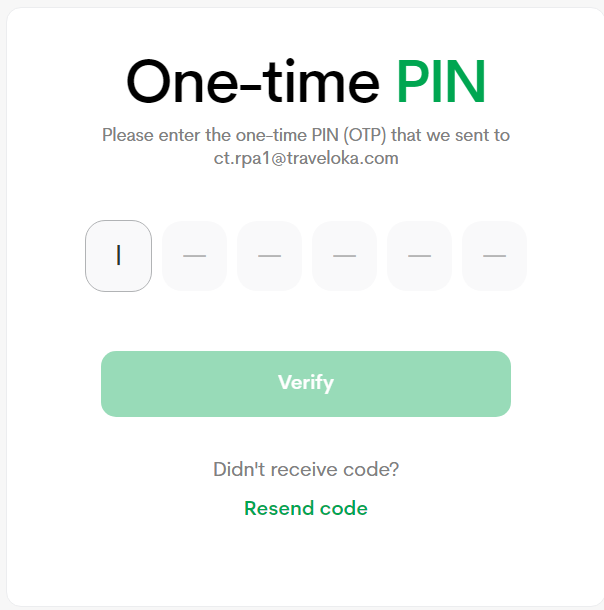 One-time PIN
Please enter the one-time PIN (OTP) that we sent to
ct.rpa1@traveloka.com
Verify
Didn't receive code?
Resend code